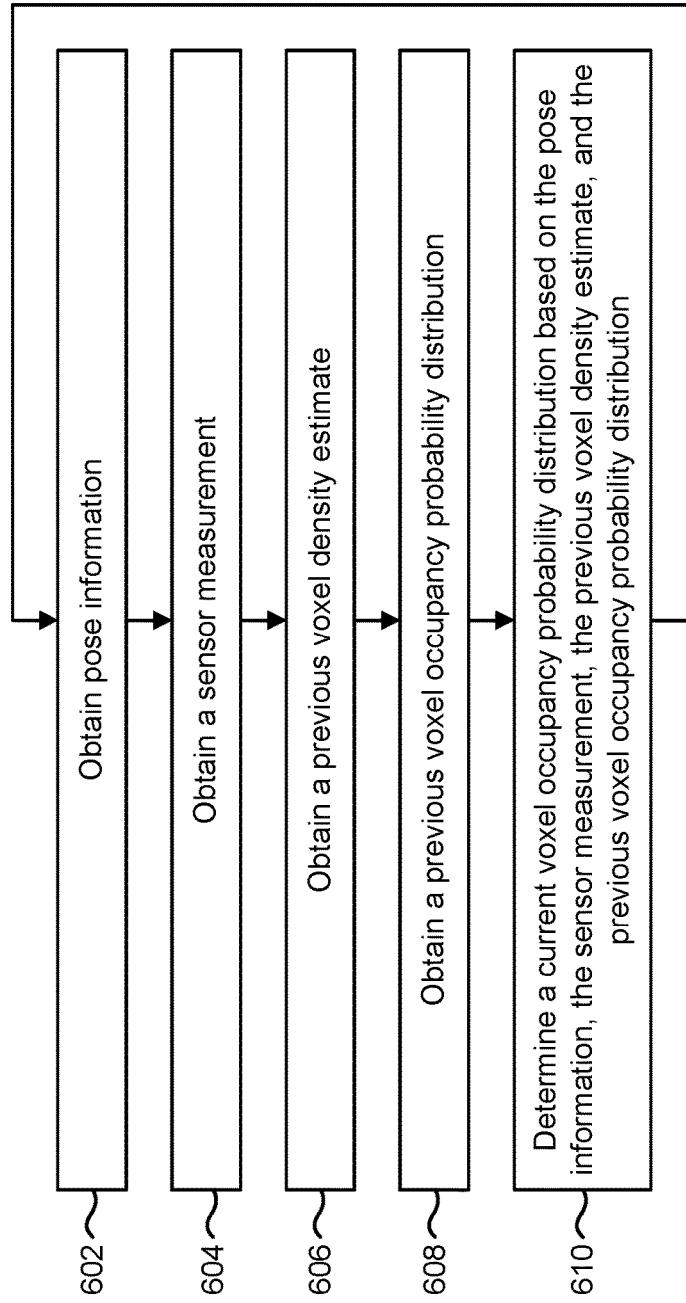 602
Obtain pose information
604
Obtain a sensor measurement
606
Obtain a previous voxel density estimate
608
Obtain a previous voxel occupancy probability distribution
610
Determine a current voxel occupancy probability distribution based on the pose
information, the sensor measurement, the previous voxel density estimate, and the
previous voxel occupancy probability distribution